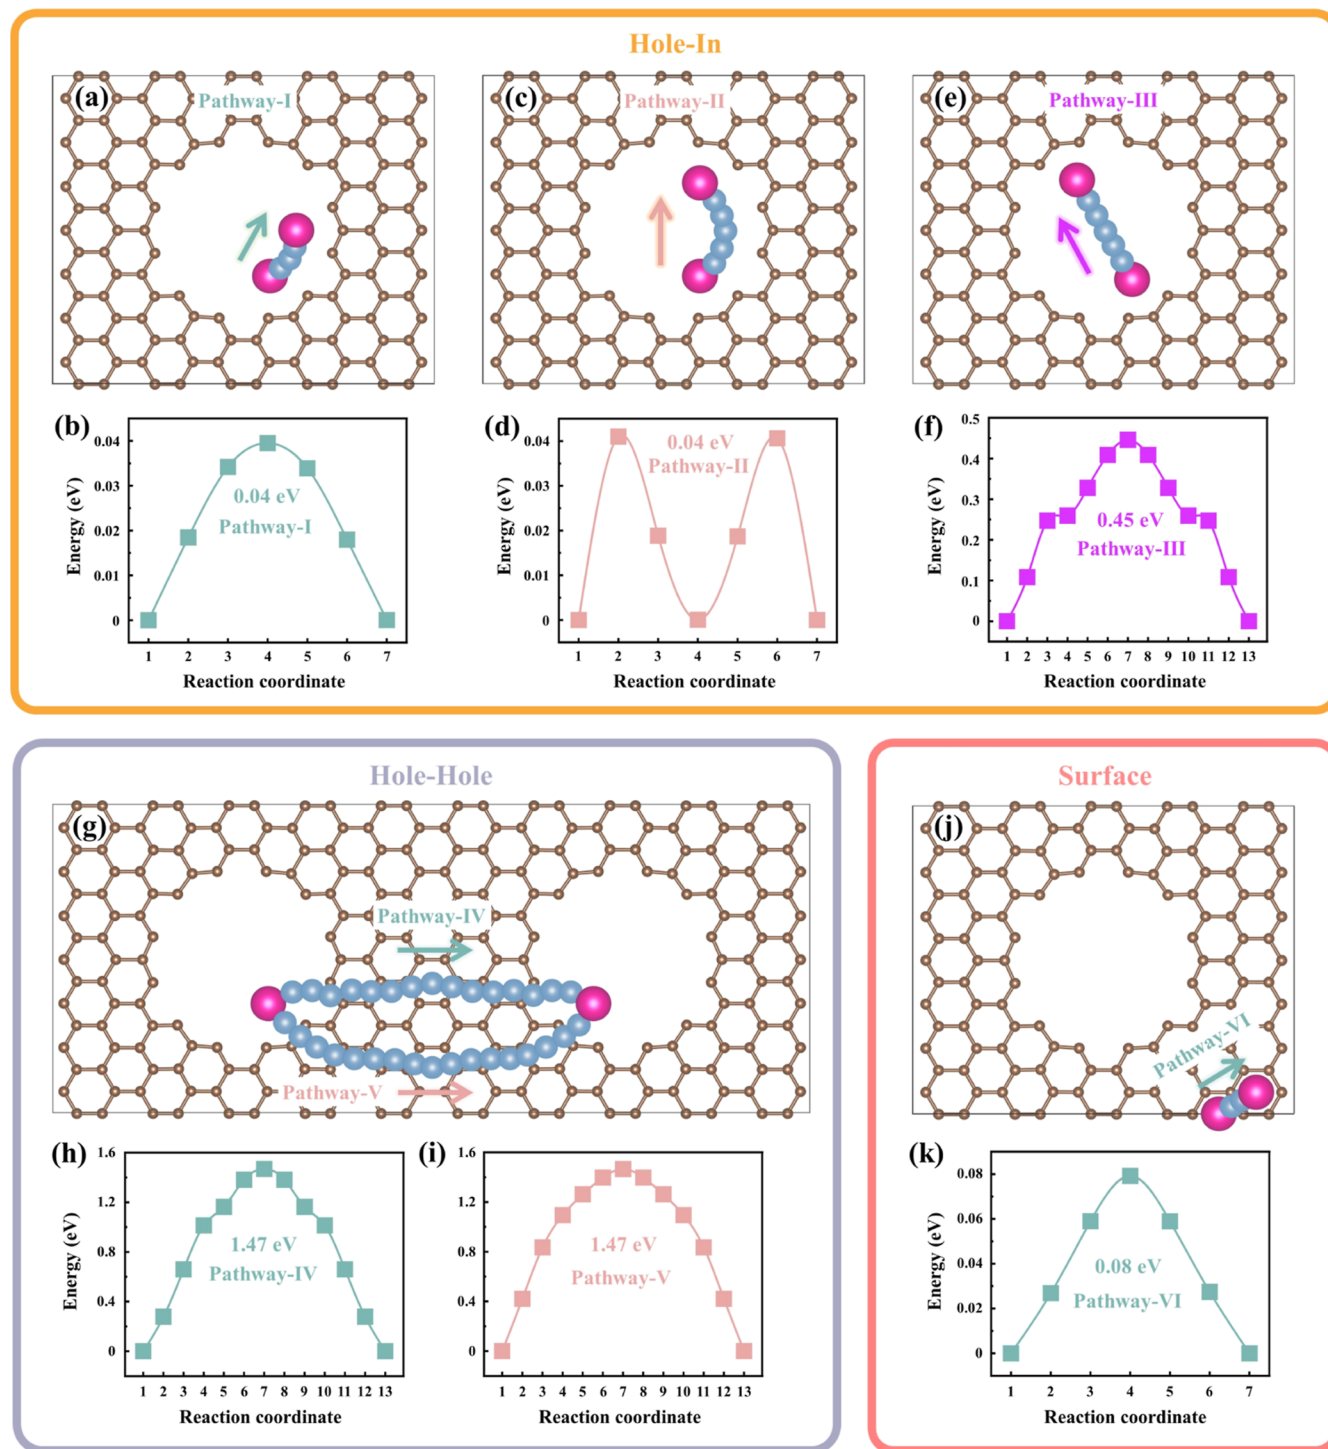 Hole-In
(a)
Pathway-I
(c)
Pathway-II
(e)
Pathway-III
(b)
0.04
0.03
0.02
0.01
0
Energy (eV)
0.04 eV
Pathway-I
1 2 3 4 5 6 7
Reaction coordinate
(d)
0.04
0.03
0.02
0.01
0
Energy (eV)
0.04 eV
Pathway-II
1 2 3 4 5 6 7
Reaction coordinate
(f)
0.5
0.4
0.3
0.2
0.1
0
Energy (eV)
0.45 eV
Pathway-III
1 2 3 4 5 6 7 8 9 10 11 12 13
Reaction coordinate
Hole-Hole
(g)
Pathway-IV
Pathway-V
(h)
1.6
1.2
0.8
0.4
0
Energy (eV)
1.47 eV
Pathway-IV
1 2 3 4 5 6 7 8 9 10 11 12 13
Reaction coordinate
(i)
1.6
1.2
0.8
0.4
0
1.47 eV
Pathway-V
1 2 3 4 5 6 7 8 9 10 11 12 13
Reaction coordinate
Surface
(j)
Pathway-VI
(k)
0.08
0.06
0.04
0.02
0
Energy (eV)
0.08 eV
Pathway-VI
1 2 3 4 5 6 7
Reaction coordinate